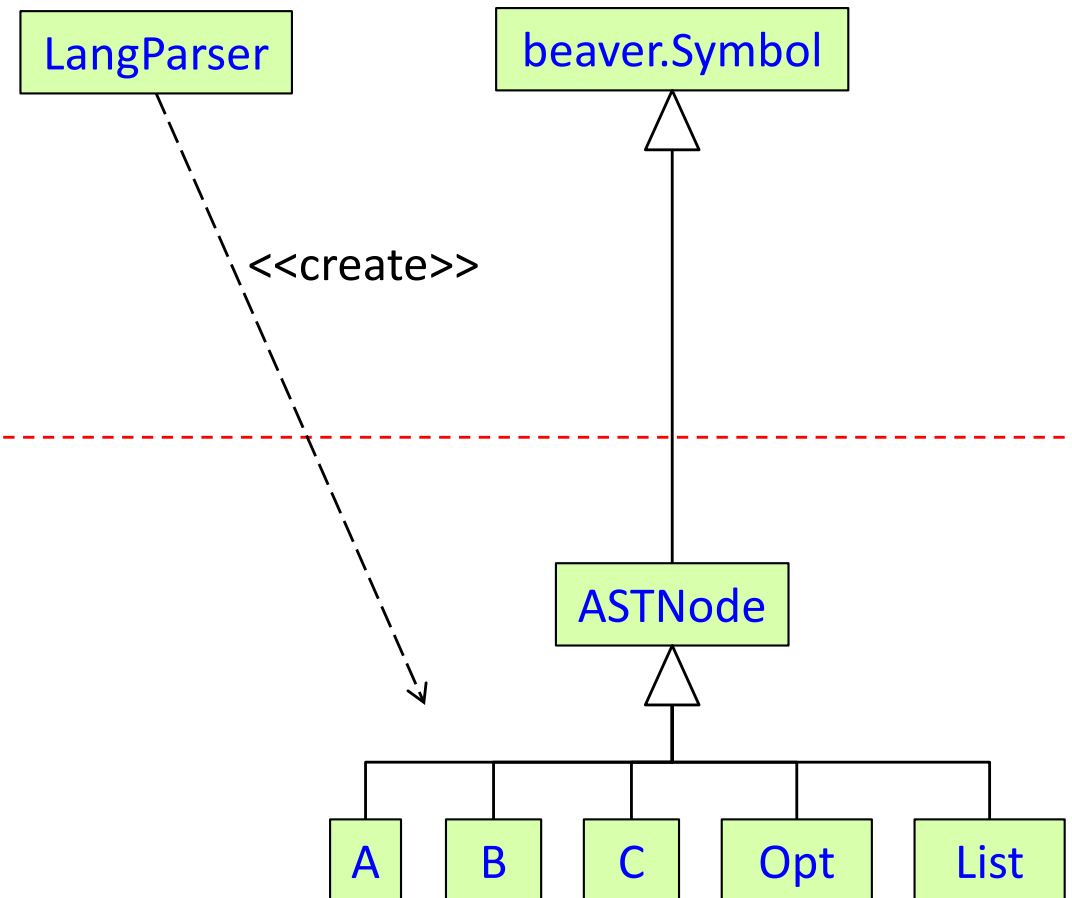 LangParser
beaver.Symbol
<<create>>
ASTNode
A
B
C
Opt
List